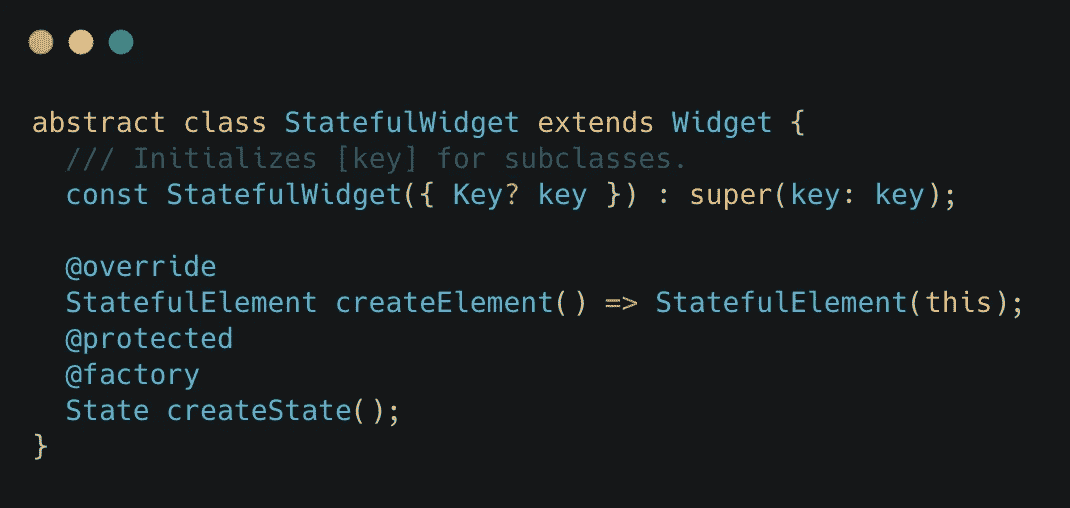 abstract class StatefulWidget extends Widget {
/// Initializes [key] for subclasses.
const StatefulWidget({ Key? key }) : super(key: key);
@override
StatefulElement createElement() => StatefulElement(this);
@protected
@factory
State createState();
}